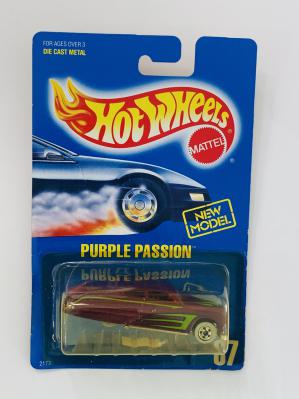 FOR AGES OVER 3
DIE CAST METAL
Hot Wheels
MATTEL
NEW
MODEL
PURPLE PASSION
PURPLE PASSION
87